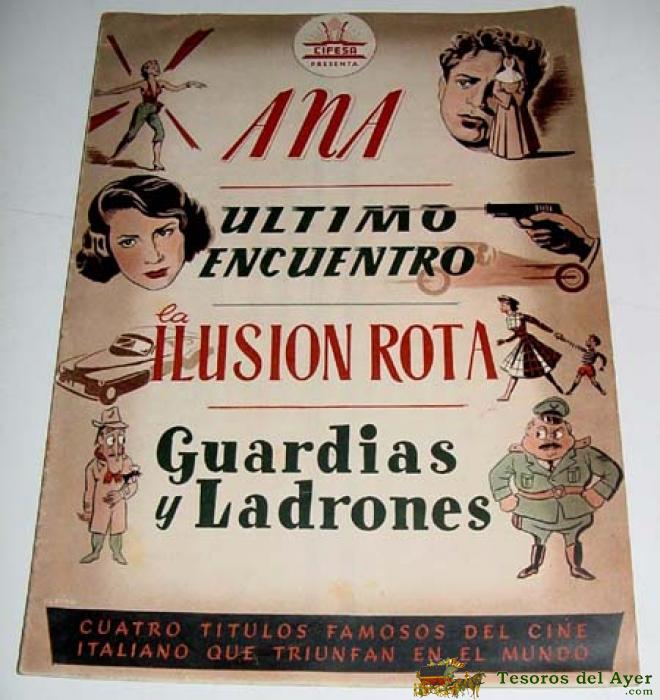 CIFESA
PRESENTA
ANA
ULTIMO
ENCUENTRO
la
ILUSION ROTA
Guardias
y Ladrones
CUATRO TITULOS FAMOSOS DEL CINE
ITALIANO QUE TRIUNFAN EN EL MUNDO
Tesoros del Ayer
.com